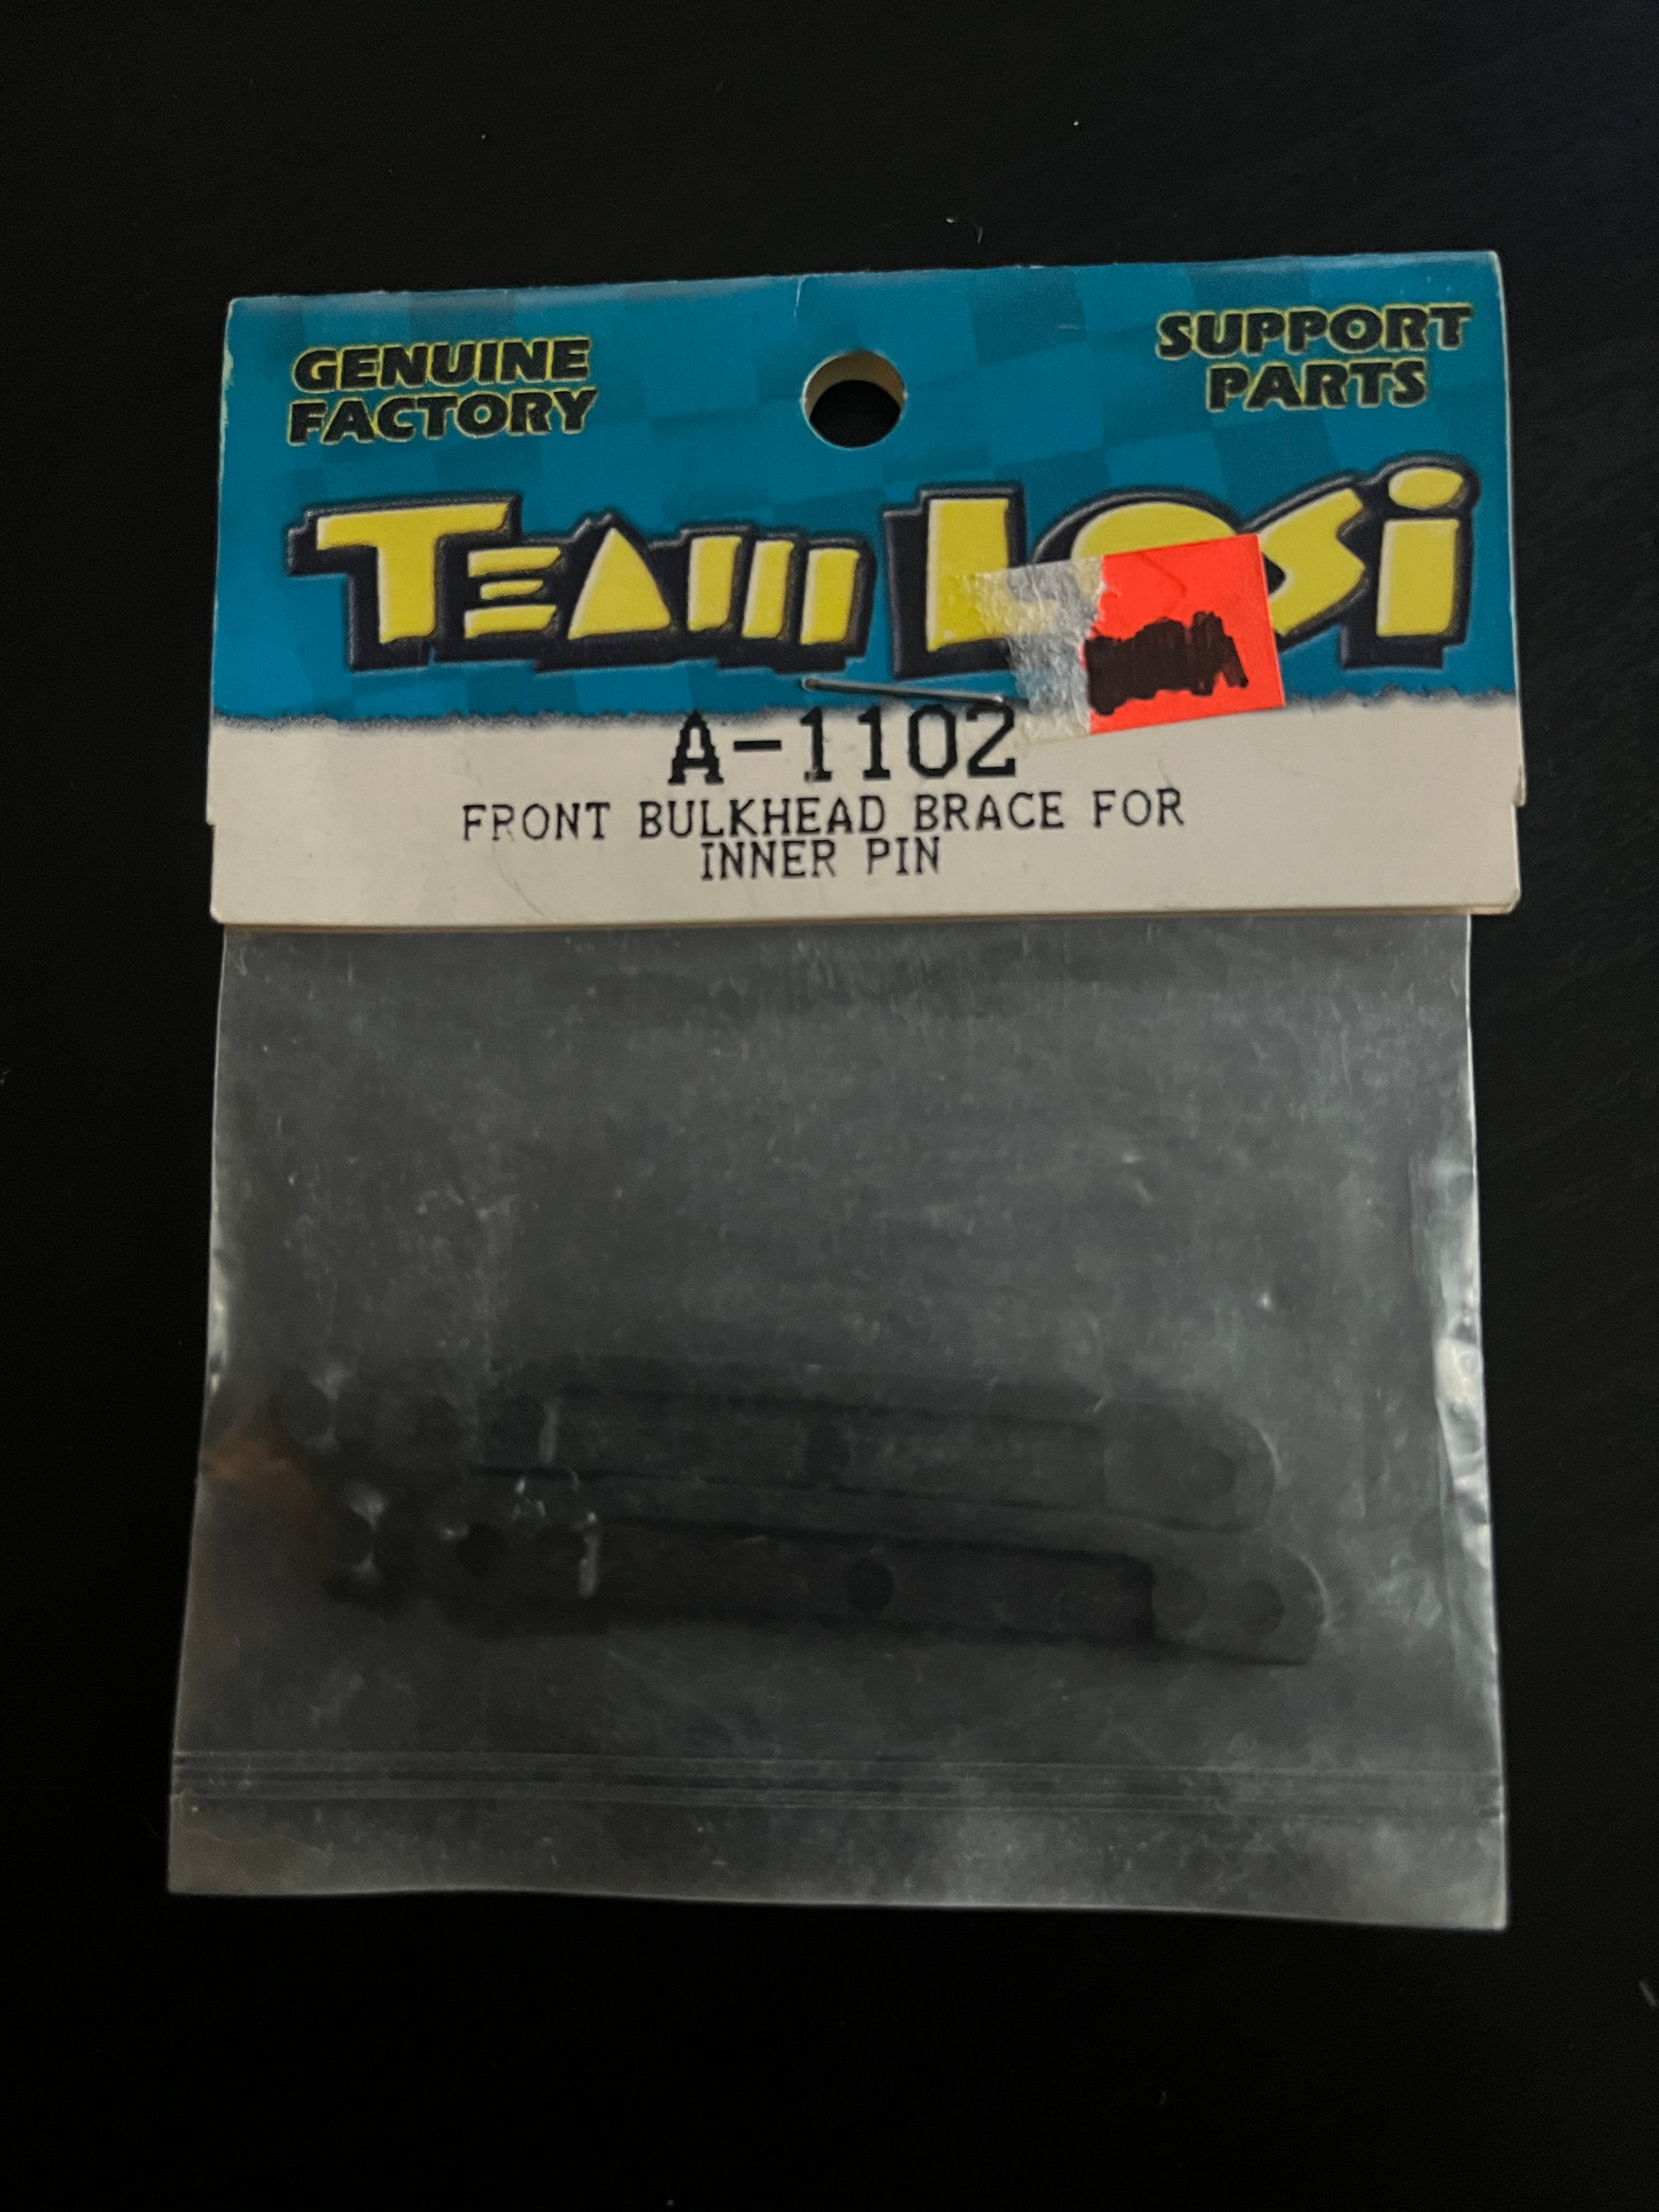 GENUINE
FACTORY
SUPPORT
PARTS
TEAM LOSI
A-1102
FRONT BULKHEAD BRACE FOR
INNER PIN